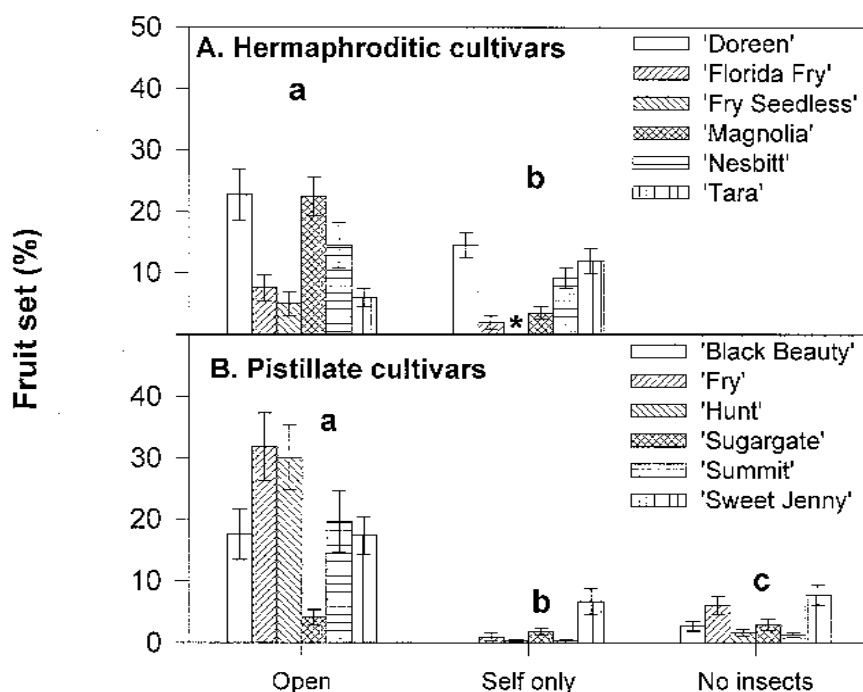 Fruit set (%)
50
40
30
20
10
A. Hermaphroditic cultivars
a
b
*
'Doreen'
'Florida Fry'
'Fry Seedless'
'Magnolia'
'Nesbitt'
'Tara'
40
30
20
10
0
B. Pistillate cultivars
a
b
c
'Black Beauty'
'Fry'
'Hunt'
'Sugargate'
'Summit'
'Sweet Jenny'
Open Self only No insects